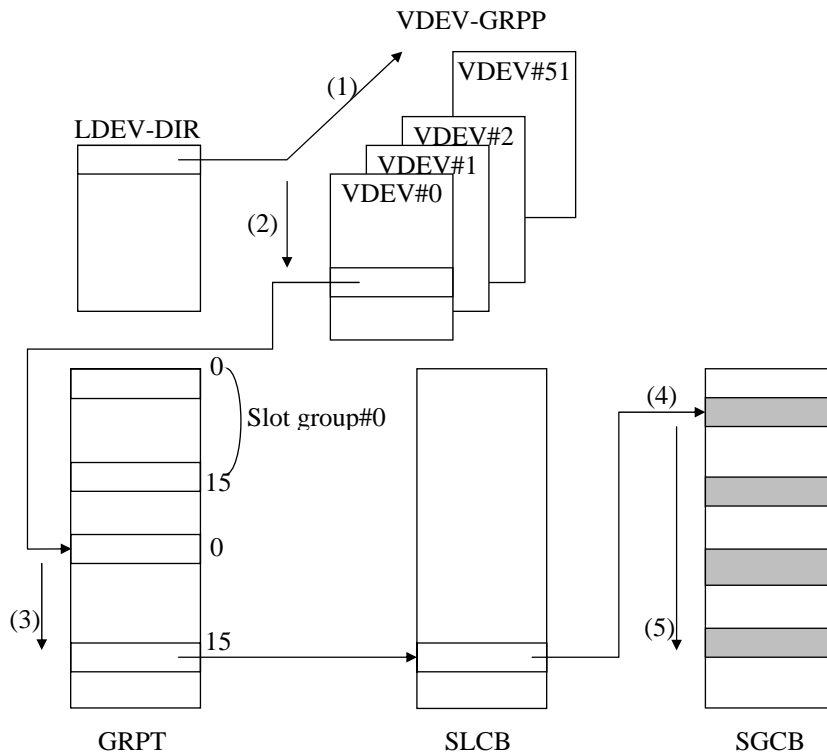 VDEV-GRPP
VDEV#51
(1)
LDEV-DIR
VDEV#2
VDEV#1
VDEV#0
(2)
0
Slot group#0
15
0
(3)
15
(4)
(5)
GRPT
SLCB
SGCB